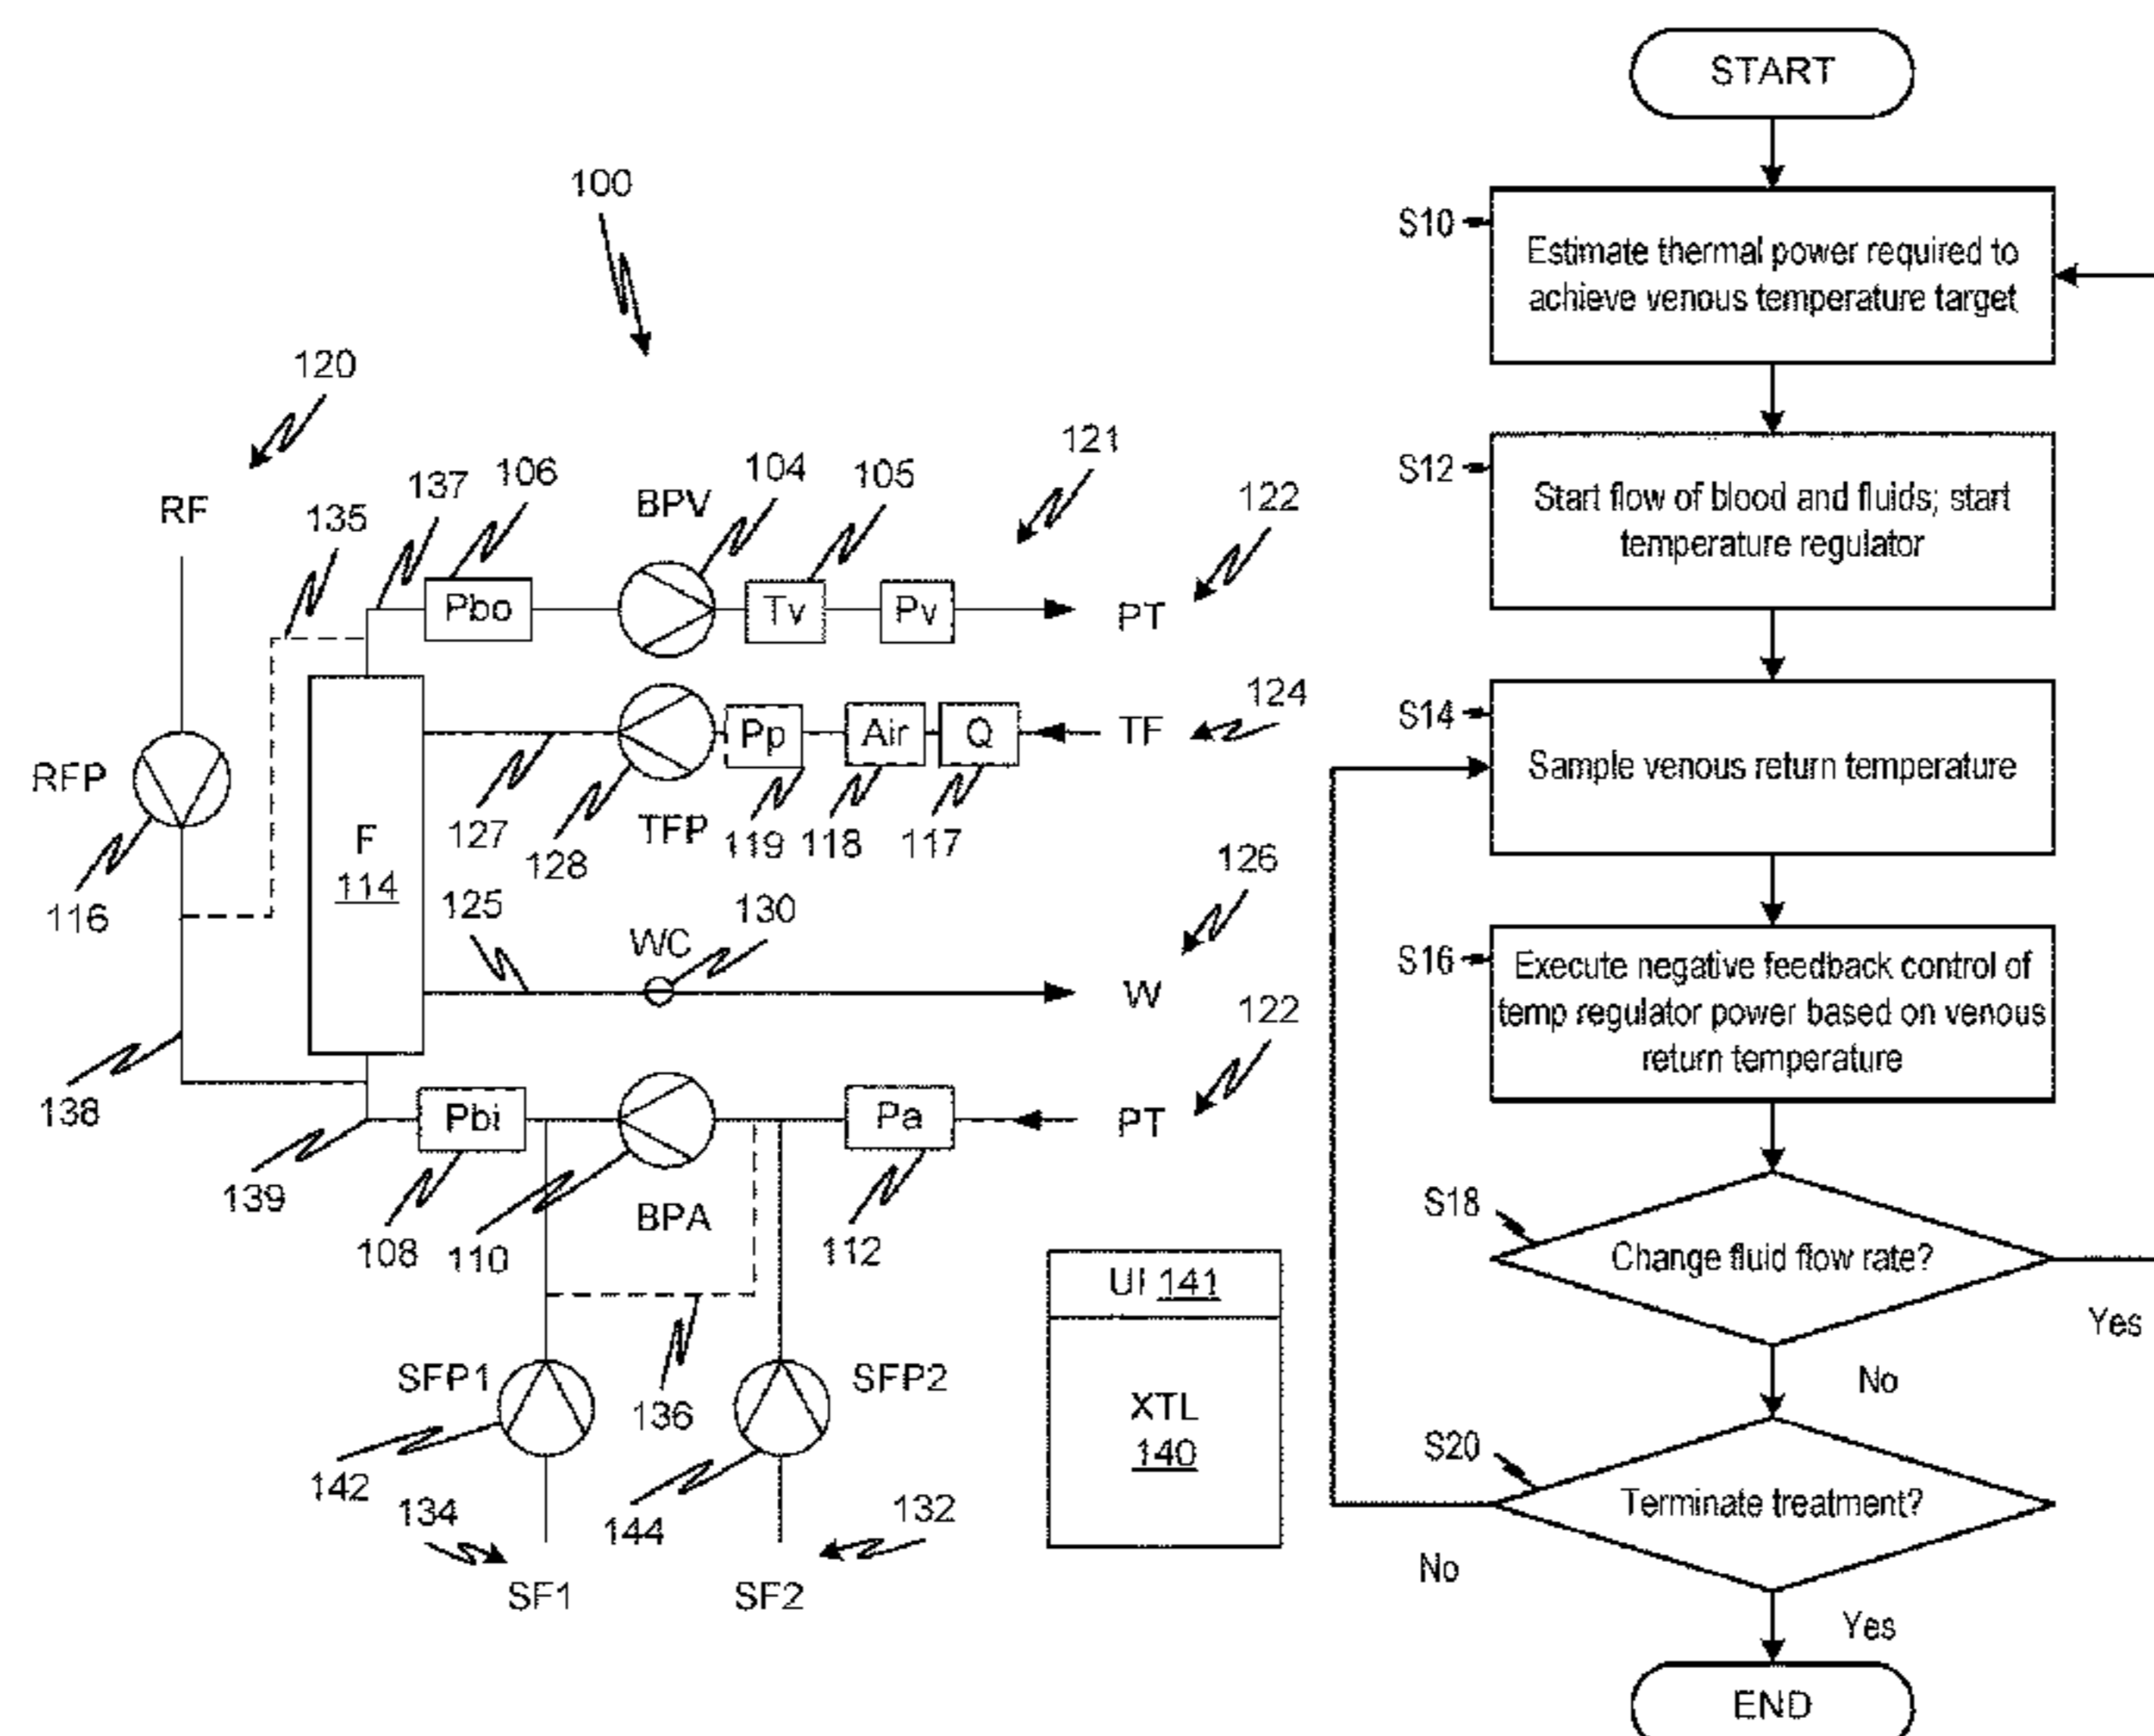 100
120
RF
135
137
106
BPV
104
105
121
122
Pbo
Tv
Pv
PT
124
Pp
Air
Q
TF
RFP
F
114
127
128
TFP
119
118
117
126
116
125
WC
130
W
122
138
139
Pbi
108
110
BPA
Pa
112
PT
UI 141
XTL
140
SFP1
136
SFP2
142
134
144
132
SF1
SF2
START
S10
Estimate thermal power required to
achieve venous temperature target
S12
Start flow of blood and fluids; start
temperature regulator
S14
Sample venous return temperature
S16
Execute negative feedback control of
temp regulator power based on venous
return temperature
S18
Change fluid flow rate?
Yes
No
S20
Terminate treatment?
No
Yes
END